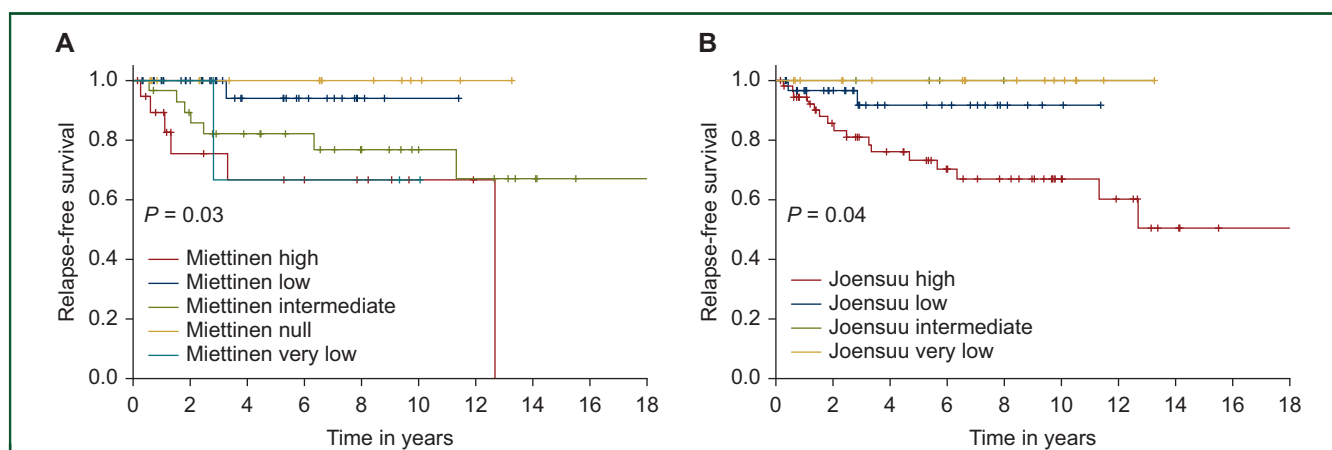 A
Relapse-free survival
1.0
0.8
0.6
0.4
0.2
0.0
P = 0.03
Miettinen high
Miettinen low
Miettinen intermediate
Miettinen null
Miettinen very low
0 2 4 6 8 10 12 14 16 18
Time in years
B
Relapse-free survival
1.0
0.8
0.6
0.4
0.2
0.0
P = 0.04
Joensuu high
Joensuu low
Joensuu intermediate
Joensuu very low
0 2 4 6 8 10 12 14 16 18
Time in years